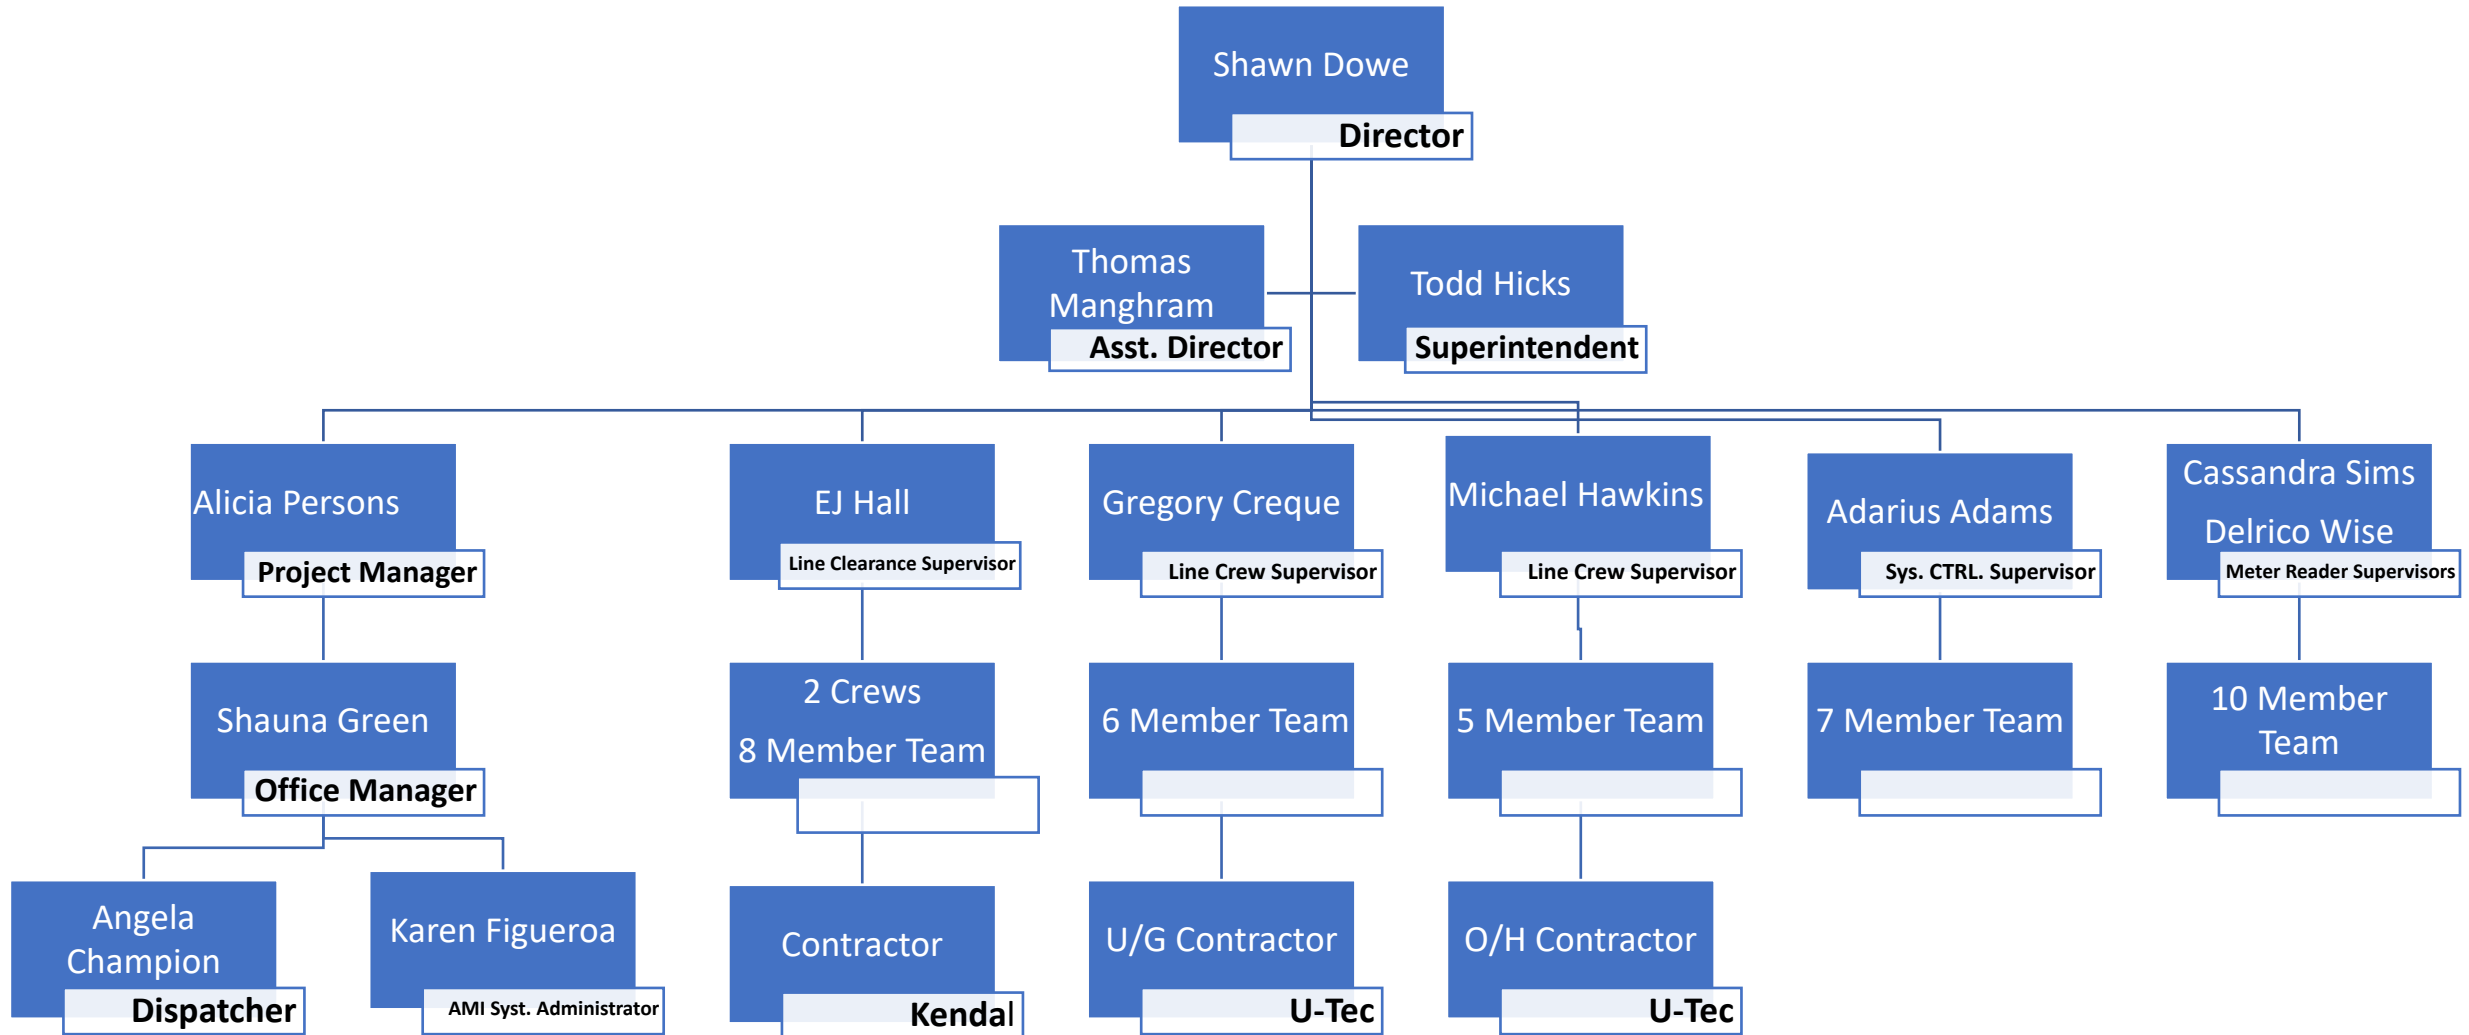 Shawn Dowe
Director
Thomas
Manghram
Asst. Director
Todd Hicks
Superintendent
Alicia Persons
Project Manager
EJ Hall
Line Clearance Supervisor
Gregory Creque
Line Crew Supervisor
Michael Hawkins
Line Crew Supervisor
Adarius Adams
Sys. CTRL. Supervisor
Cassandra Sims
Delrico Wise
Meter Reader Supervisors
Shauna Green
Office Manager
2 Crews
8 Member Team
6 Member Team
5 Member Team
7 Member Team
10 Member
Team
Angela
Champion
Dispatcher
Karen Figueroa
AMI Syst. Administrator
Contractor
Kendal
U/G Contractor
U-Tec
O/H Contractor
U-Tec